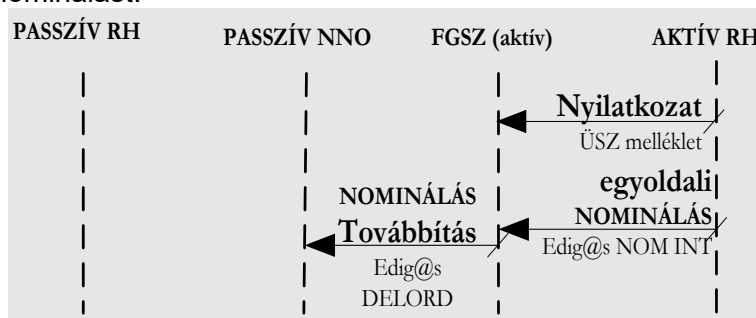 PASSZÍV RH PASSZÍV NNO FGSZ (aktív) AKTÍV RH
Nyilatkozat
ÜSZ melléklet
egyoldali
NOMINÁLÁS
Edig@s NOM INT
NOMINÁLÁS
Továbbítás
Edig@s
DELORD